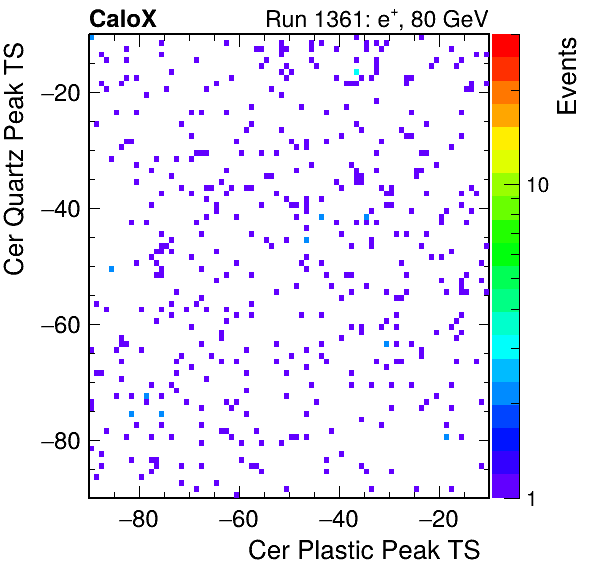 CaloX
Run 1361: e+, 80 GeV
Events
Cer Quartz Peak TS
−20
−40
−60
−80
10
1
−80 −60 −40 −20
Cer Plastic Peak TS